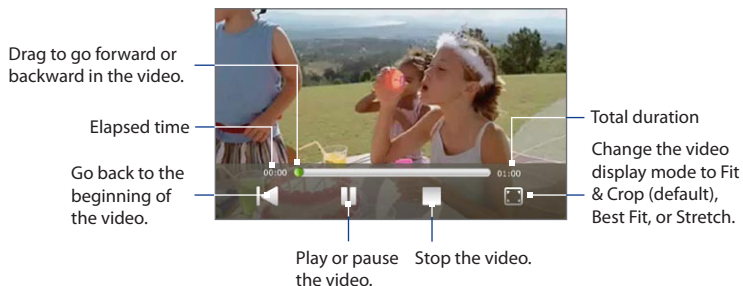 Drag to go forward or
backward in the video.
Elapsed time
Go back to the
beginning of
the video.
00:00
01:00
Total duration
Change the video
display mode to Fit
& Crop (default),
Best Fit, or Stretch.
Play or pause
the video.
Stop the video.